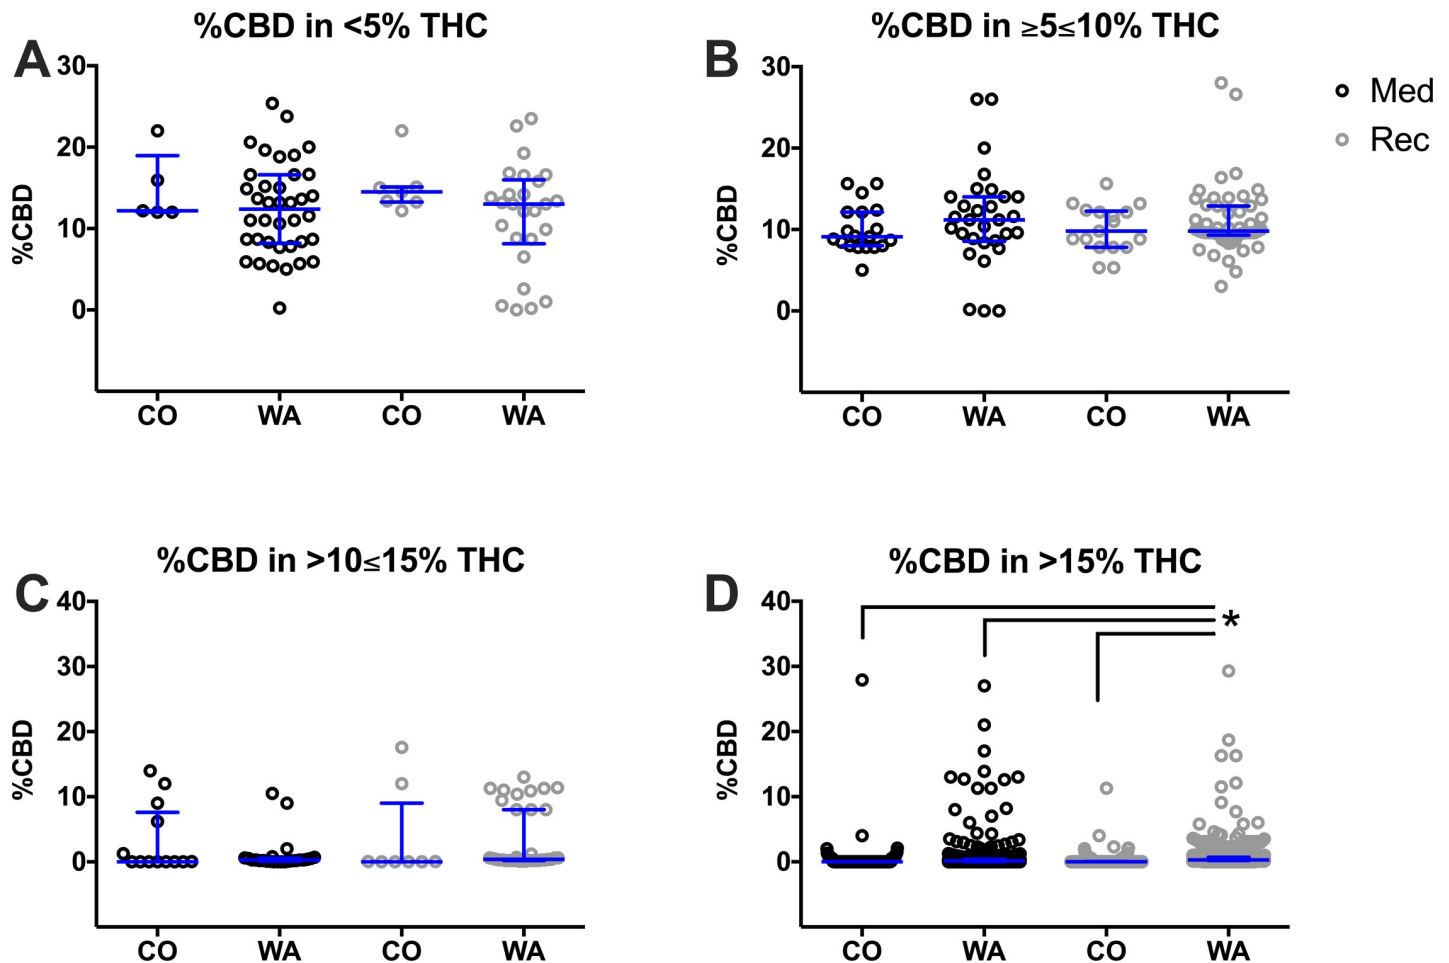 %CBD in <5% THC
A
30
20
10
0
%CBD
CO WA CO WA
%CBD in ≥5≤10% THC
B
30
20
10
0
%CBD
CO WA CO WA
Med
Rec
%CBD in >10≤15% THC
C
40
30
20
10
0
%CBD
CO WA CO WA
%CBD in >15% THC
D
40
30
20
10
0
%CBD
*
CO WA CO WA